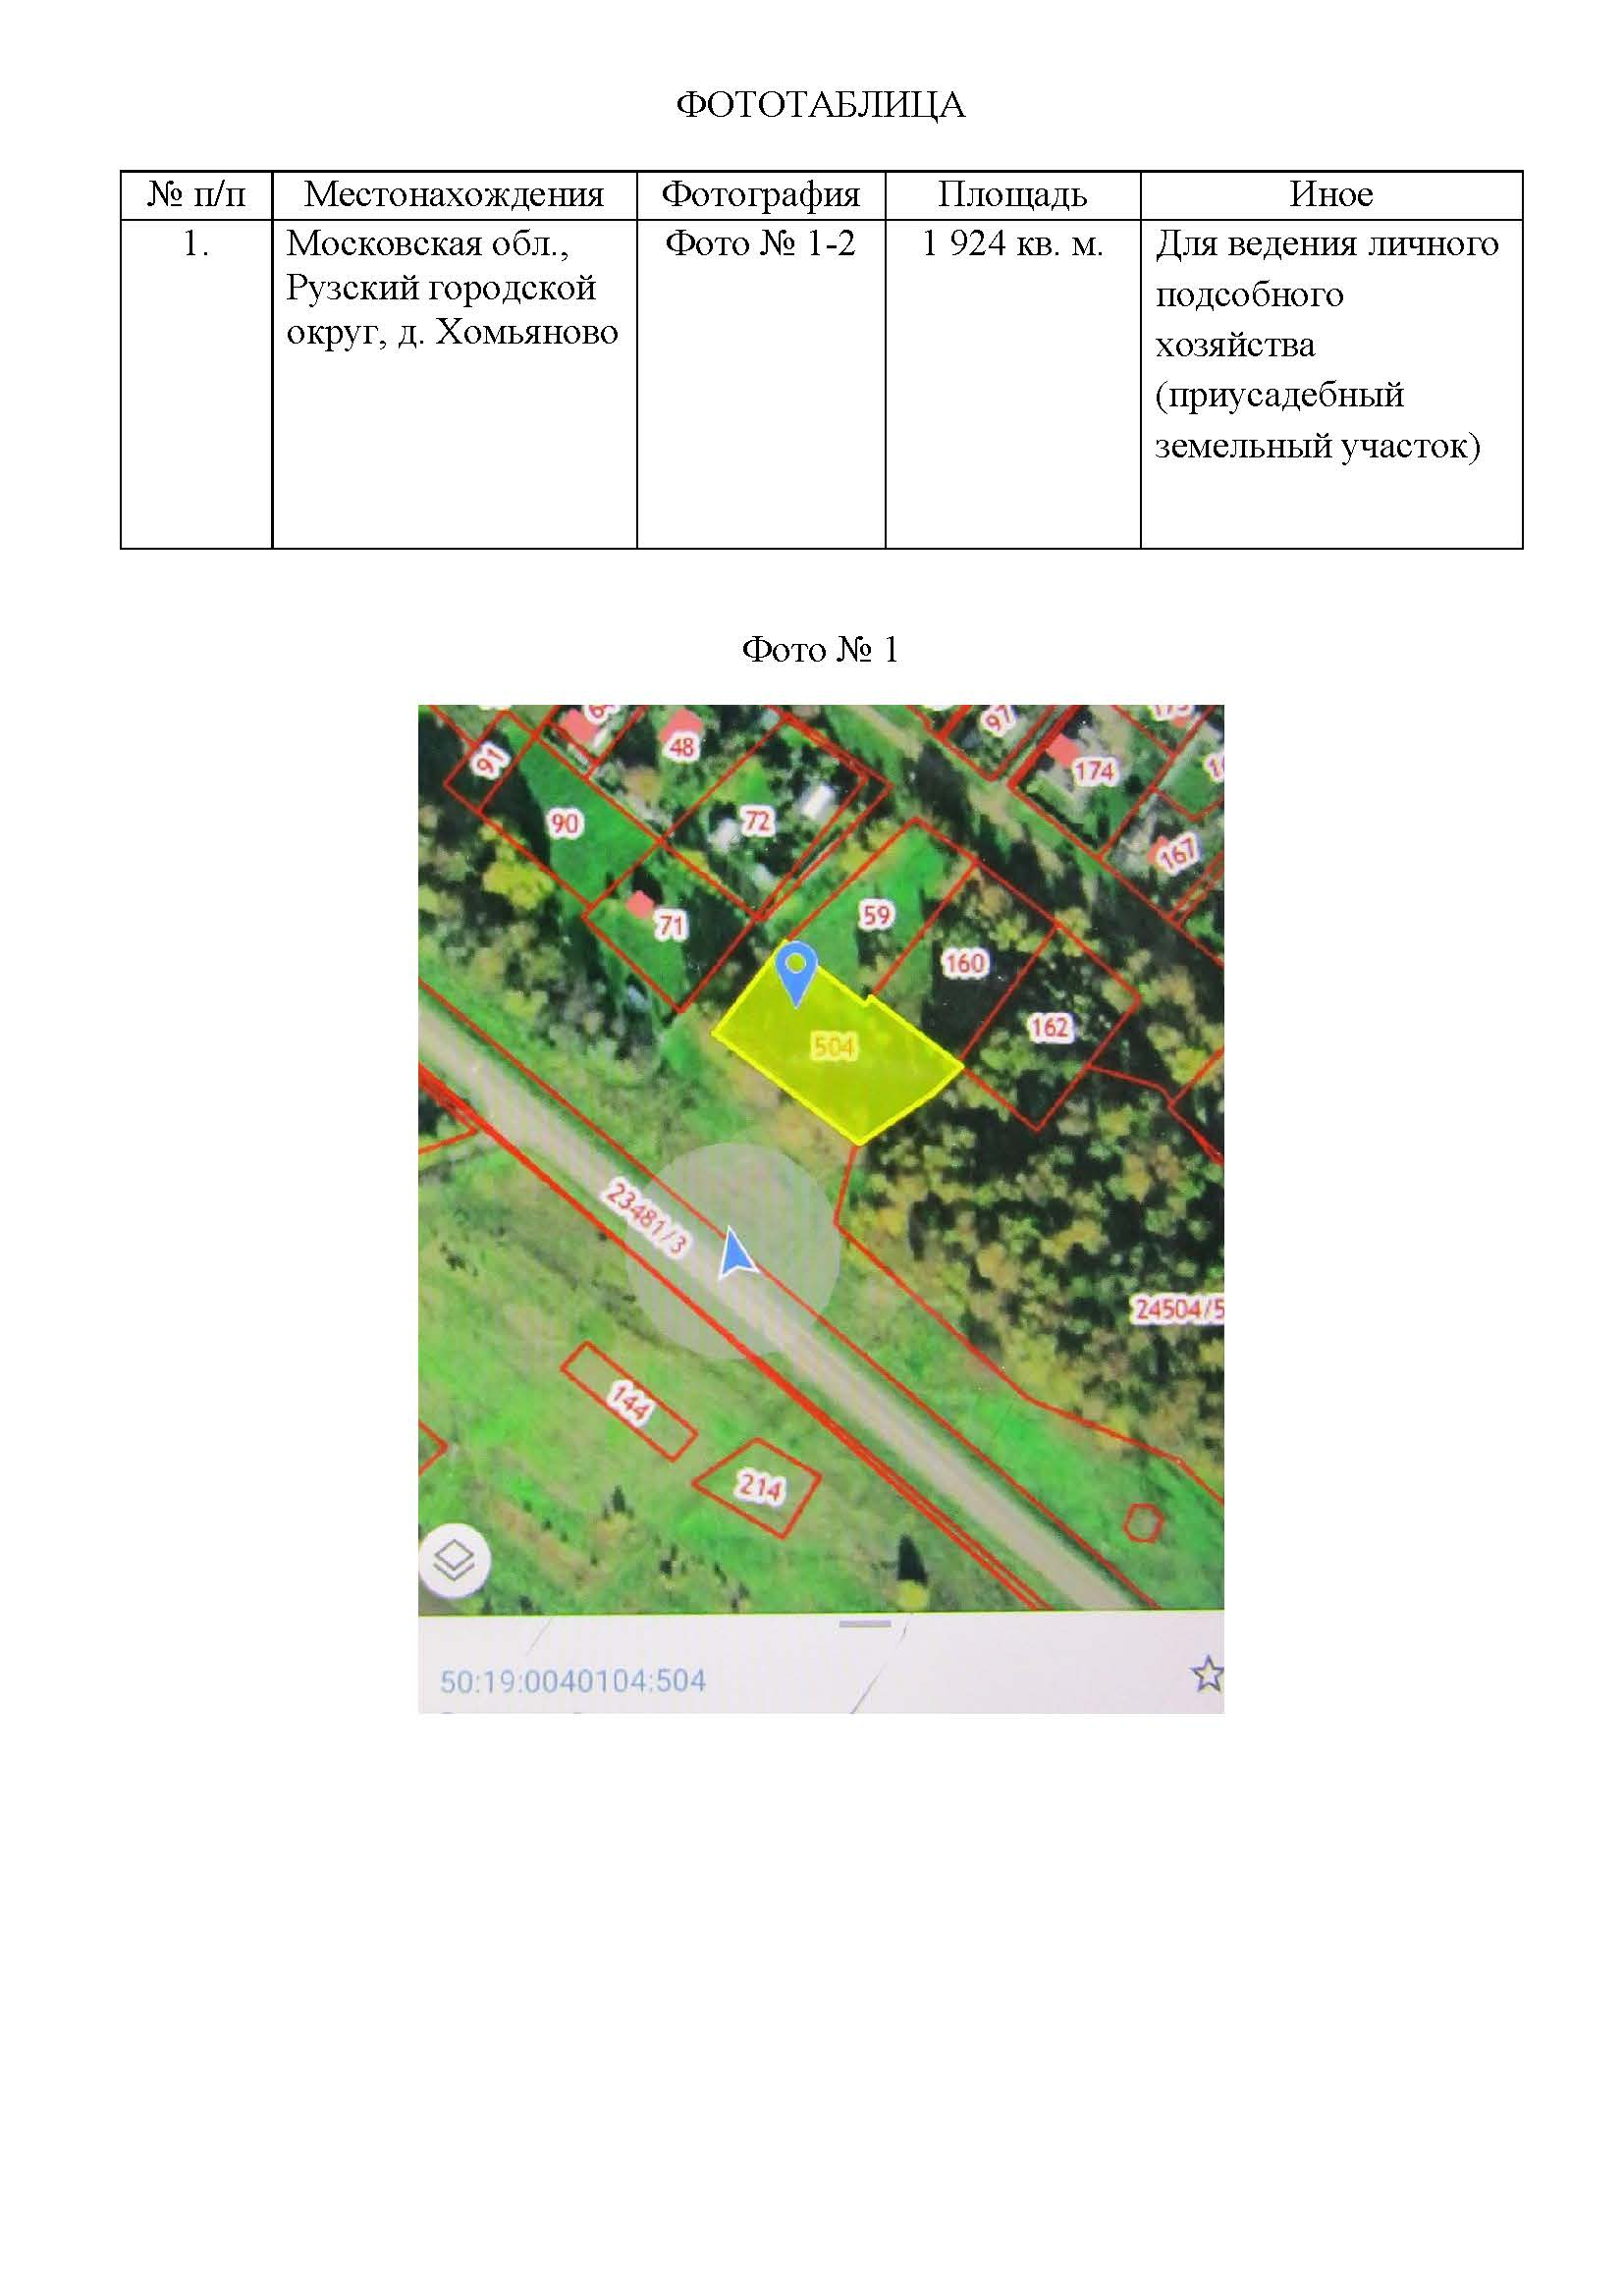 ФОТОТАБЛИЦА
№ п/п
Местонахождения
Фотография
Площадь
Иное
1.
Московская обл.,
Рузский городской
округ, д. Хомьяново
Фото № 1-2
1 924 кв. м.
Для ведения личного
подсобного
хозяйства
(приусадебный
земельный участок)
Фото № 1
97
91
48
174
90
72
167
59
71
160
162
504
23481/3
24504/5
144
214
50:19:0040104:504